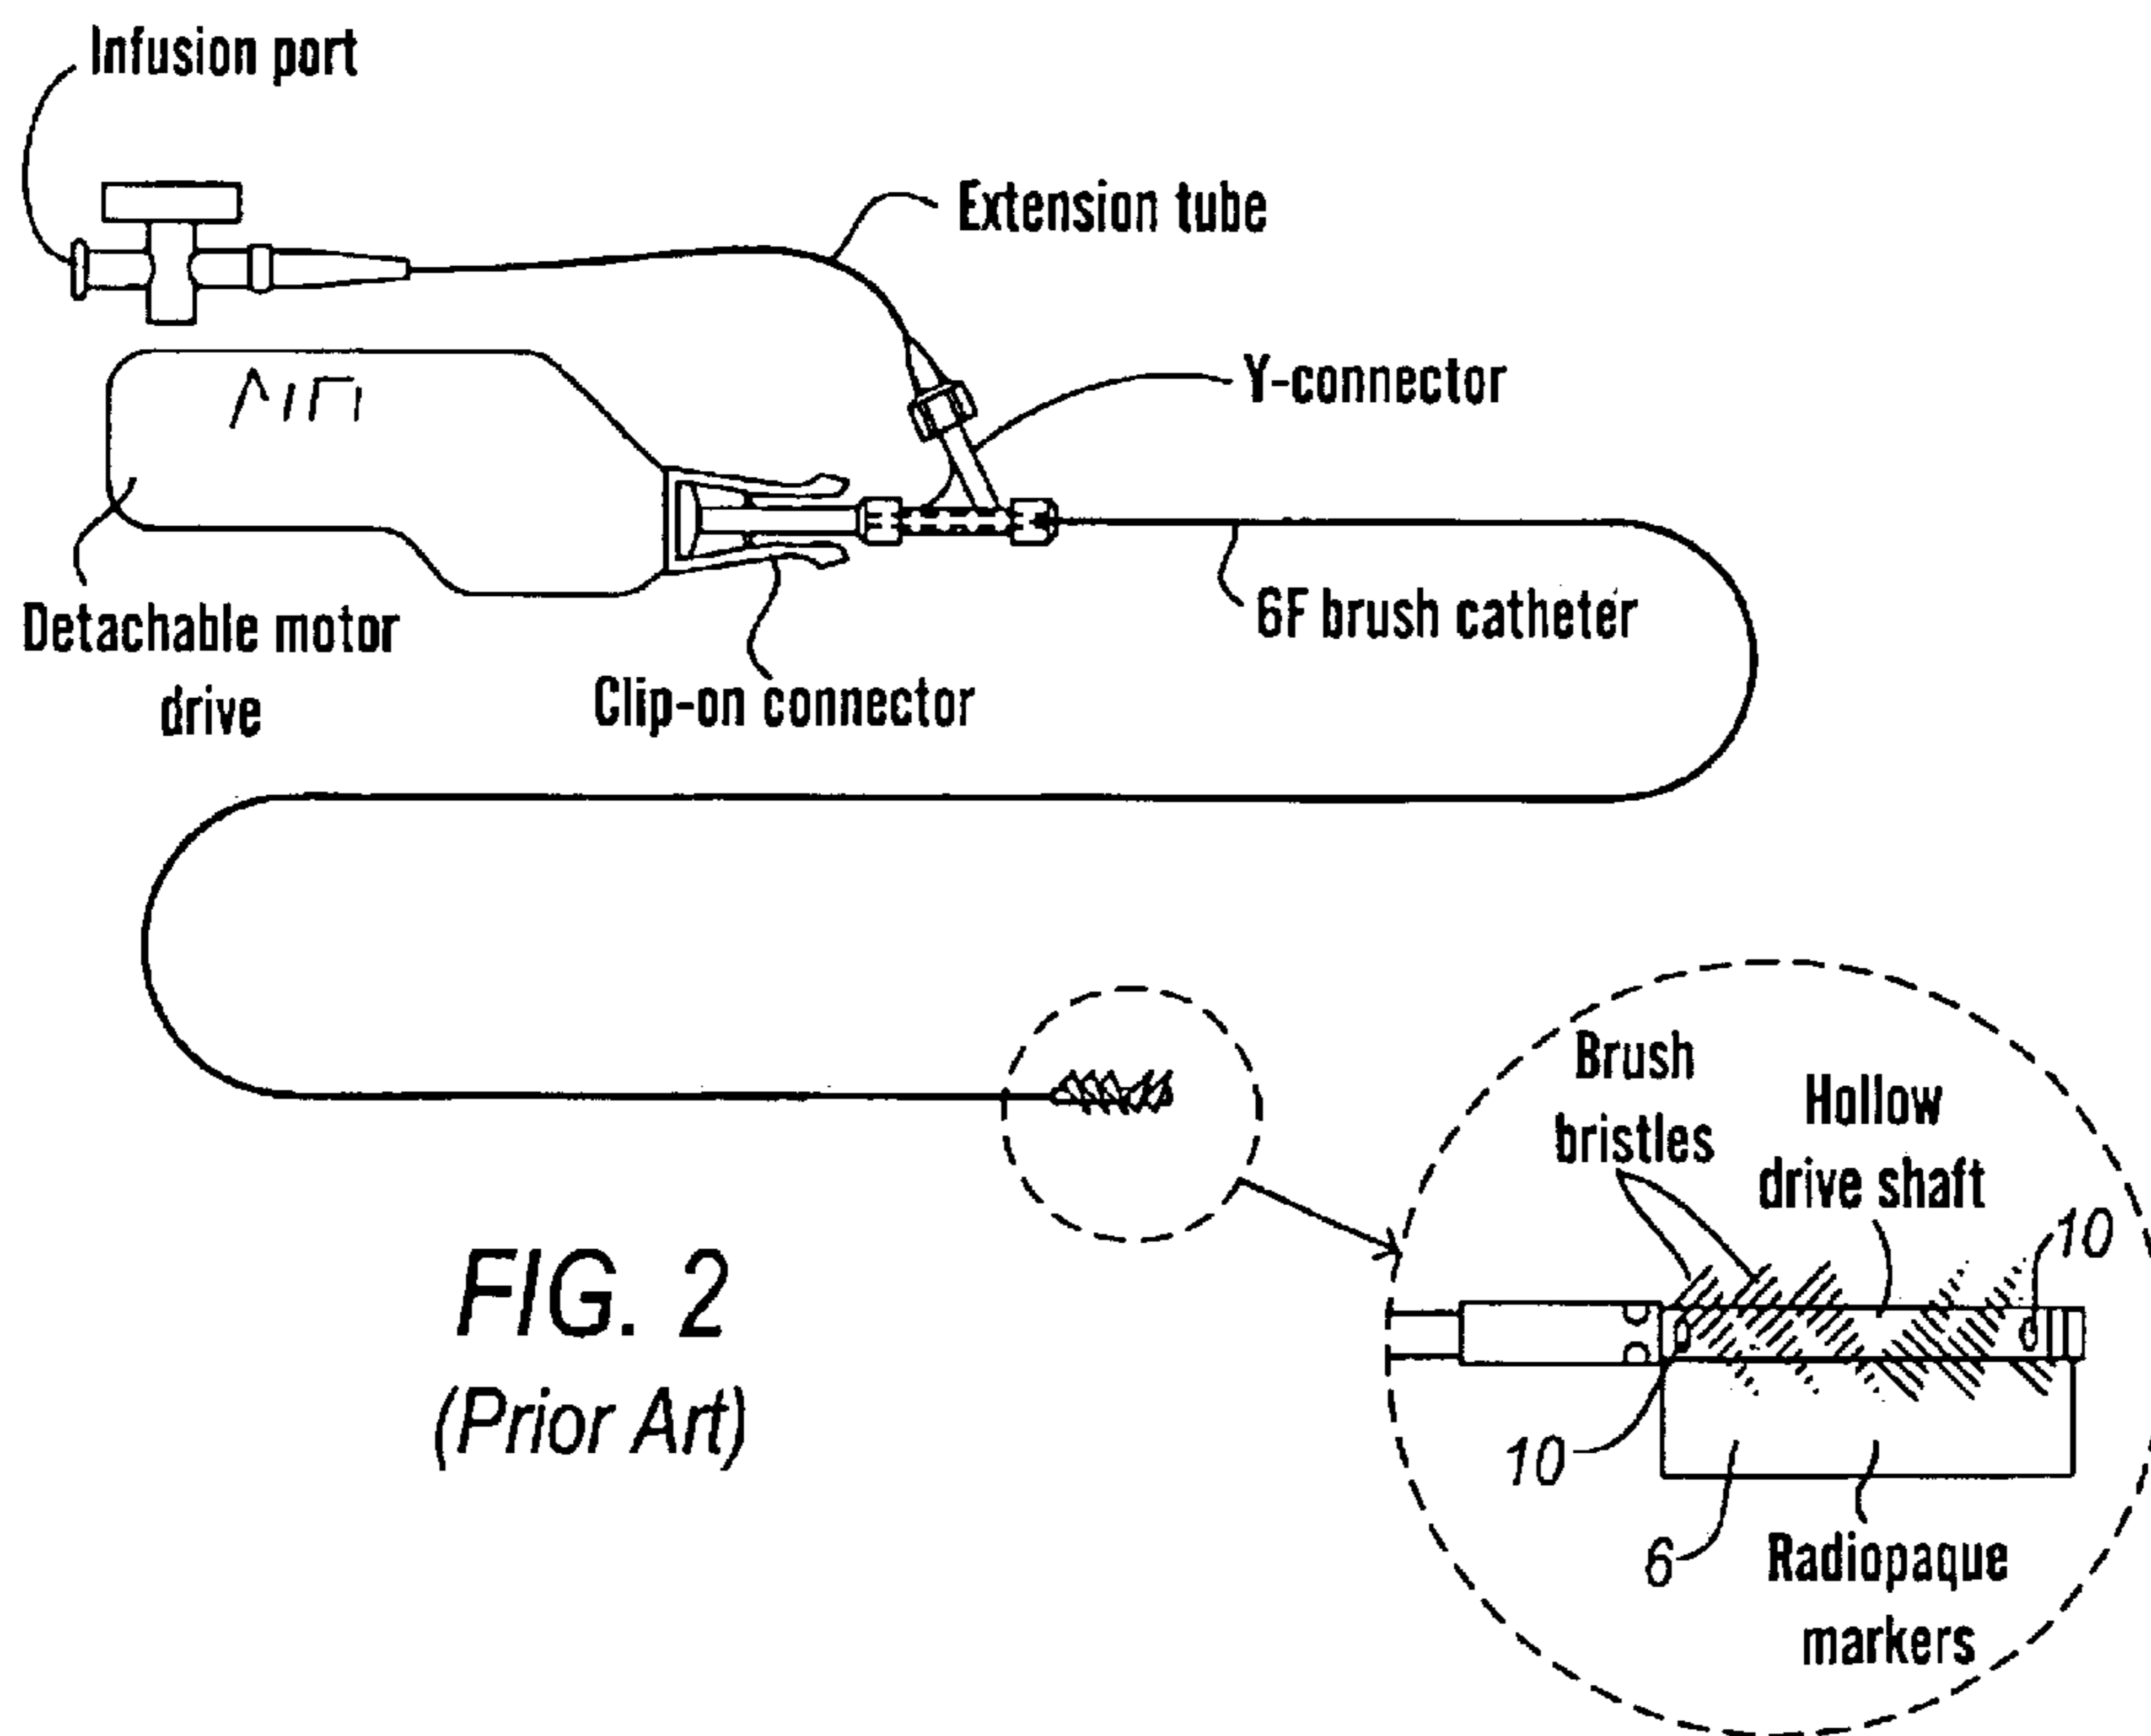 Infusion port
Extension tube
Y-connector
6F brush catheter
Detachable motor
drive
Clip-on connector
Brush
bristles
Hollow
drive shaft
10
10
6
Radiopaque
markers
FIG. 2
(Prior Art)